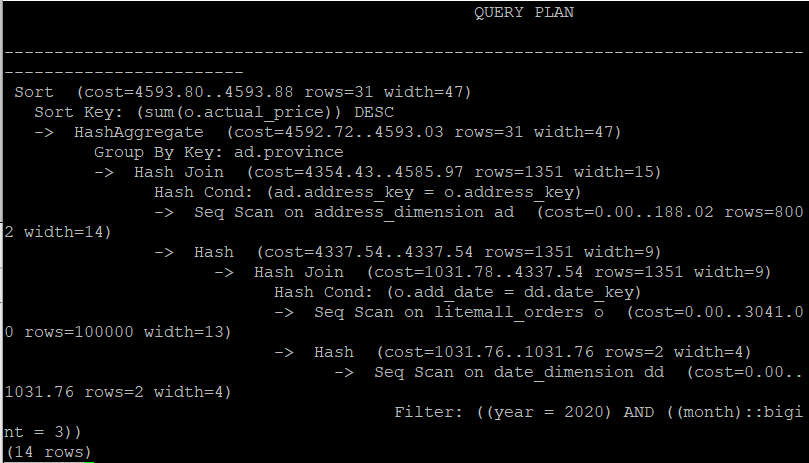 QUERY PLAN
--------------------------------------------------------------------------------
------------------------
Sort  (cost=4593.80..4593.88 rows=31 width=47)
Sort Key: (sum(o.actual_price)) DESC
->  HashAggregate  (cost=4592.72..4593.03 rows=31 width=47)
Group By Key: ad.province
->  Hash Join  (cost=4354.43..4585.97 rows=1351 width=15)
Hash Cond: (ad.address_key = o.address_key)
->  Seq Scan on address_dimension ad  (cost=0.00..188.02 rows=800
2 width=14)
->  Hash  (cost=4337.54..4337.54 rows=1351 width=9)
->  Hash Join  (cost=1031.78..4337.54 rows=1351 width=9)
Hash Cond: (o.add_date = dd.date_key)
->  Seq Scan on litemall_orders o  (cost=0.00..3041.0
0 rows=100000 width=13)
->  Hash  (cost=1031.76..1031.76 rows=2 width=4)
->  Seq Scan on date_dimension dd  (cost=0.00..
1031.76 rows=2 width=4)
Filter: ((year = 2020) AND ((month)::bigi
nt = 3))
(14 rows)